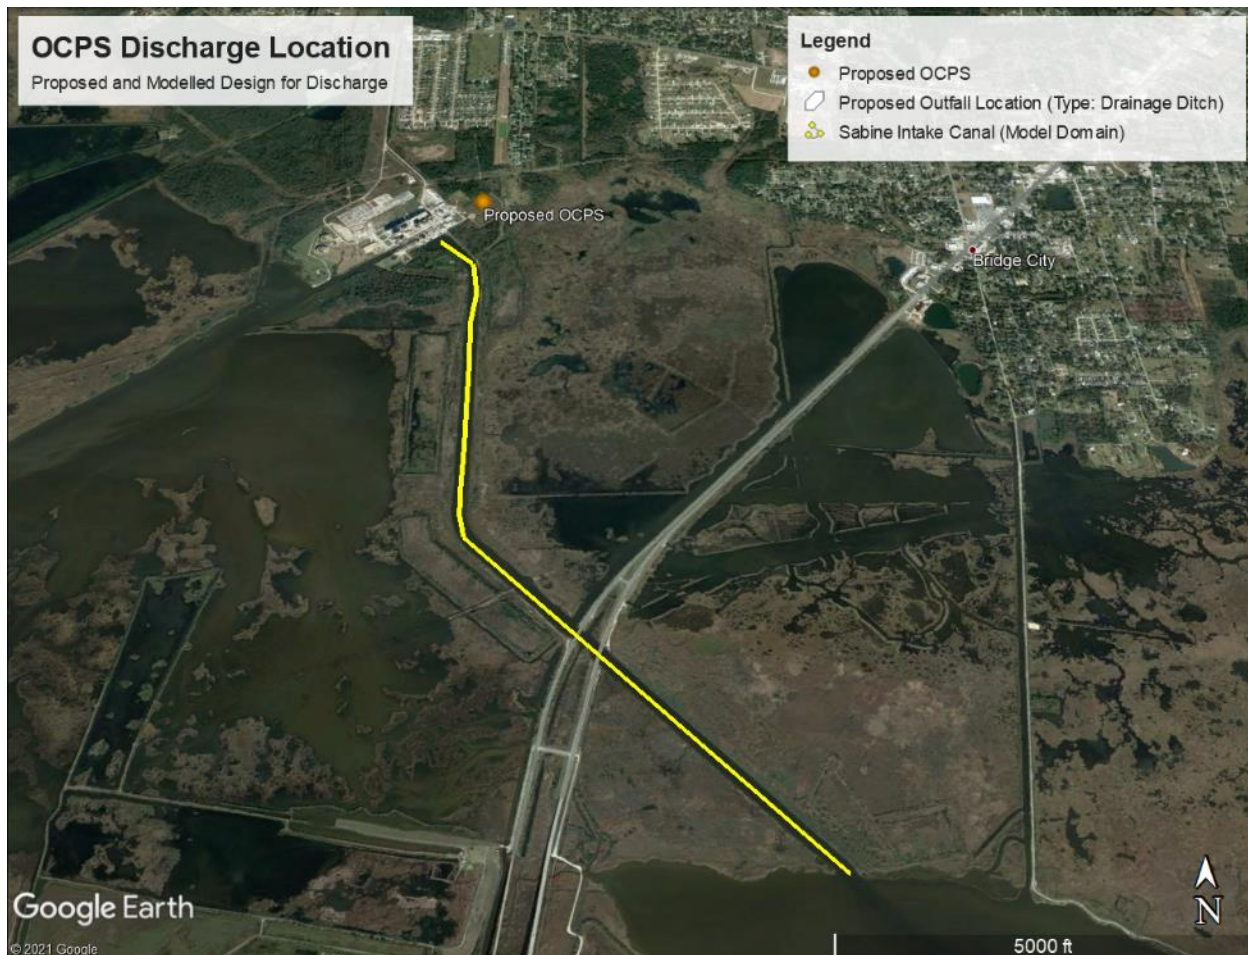 OCPS Discharge Location
Proposed and Modelled Design for Discharge
Legend
Proposed OCPS
Proposed Outfall Location (Type: Drainage Ditch)
Sabine Intake Canal (Model Domain)
Proposed OCPS
Bridge City
Google Earth
© 2021 Google
N
5000 ft